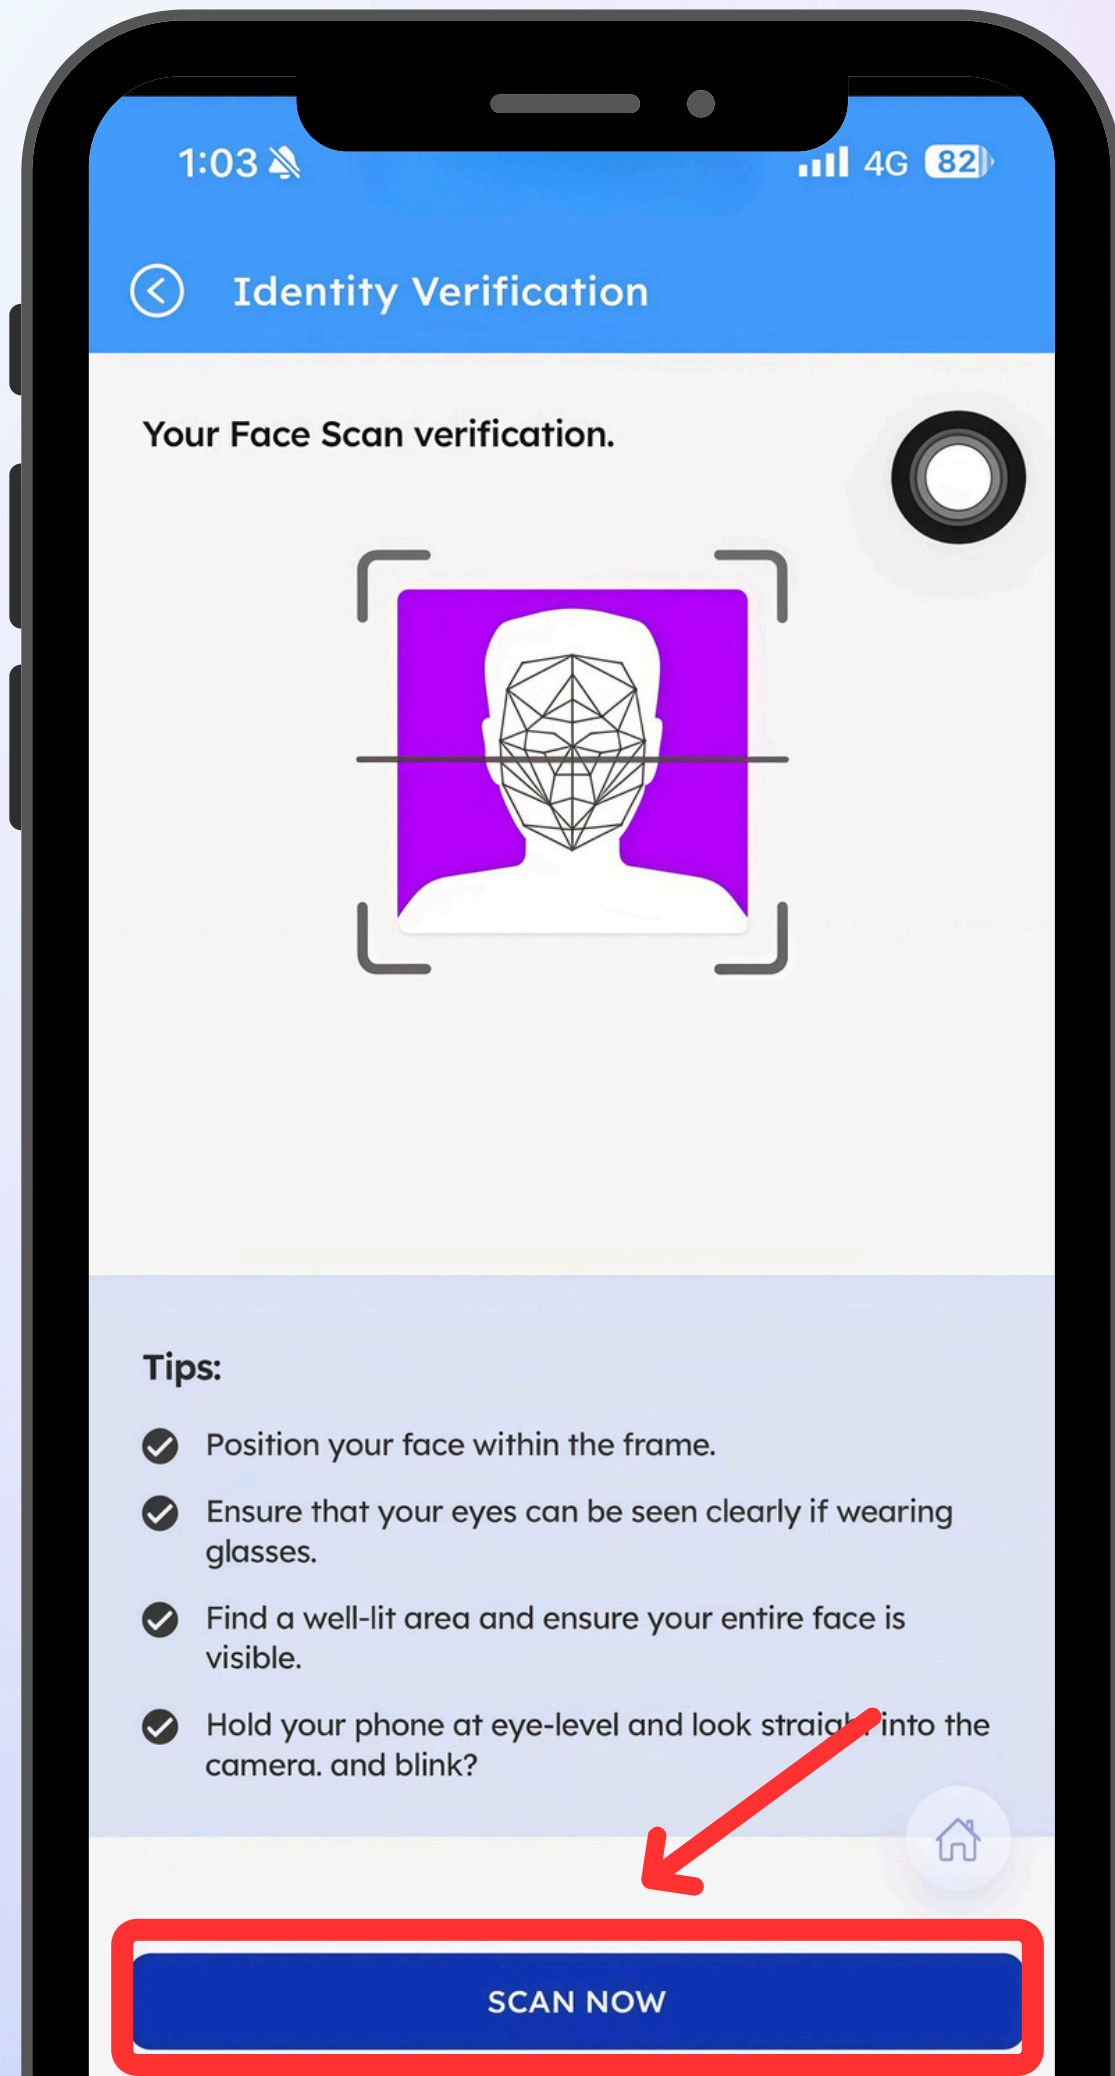 1:03 4G 82
Identity Verification
Your Face Scan verification.
Tips:
Position your face within the frame.
Ensure that your eyes can be seen clearly if wearing
glasses.
Find a well-lit area and ensure your entire face is
visible.
Hold your phone at eye-level and look straight into the
camera. and blink?
SCAN NOW